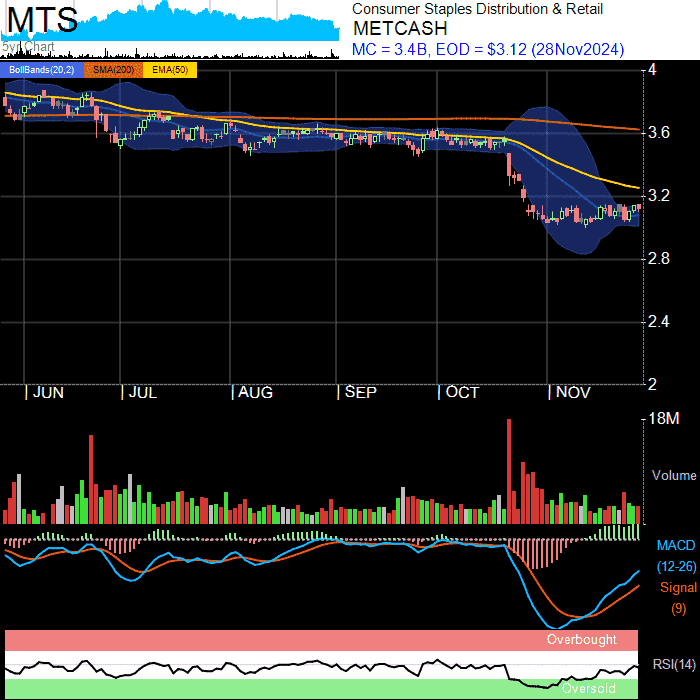 MTS
5yr Chart
Consumer Staples Distribution & Retail
METCASH
MC = 3.4B, EOD = $3.12 (28Nov2024)
BollBands(20,2) SMA(200) EMA(50)
4
3.6
3.2
2.8
2.4
2
JUN JUL AUG SEP OCT NOV
18M
Volume
MACD
(12-26)
Signal
(9)
Overbought
RSI(14)
Oversold